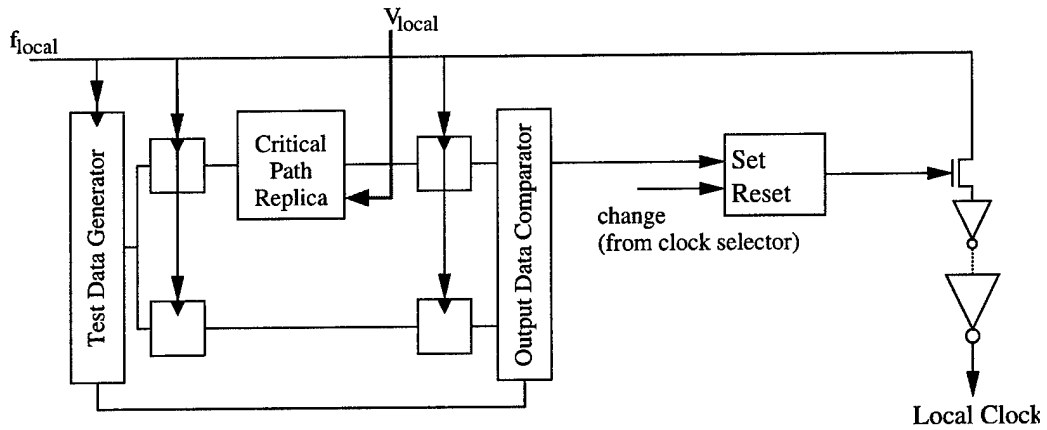 f_local
V_local
Test Data Generator
Critical
Path
Replica
Output Data Comparator
Set
Reset
change
(from clock selector)
Local Clock